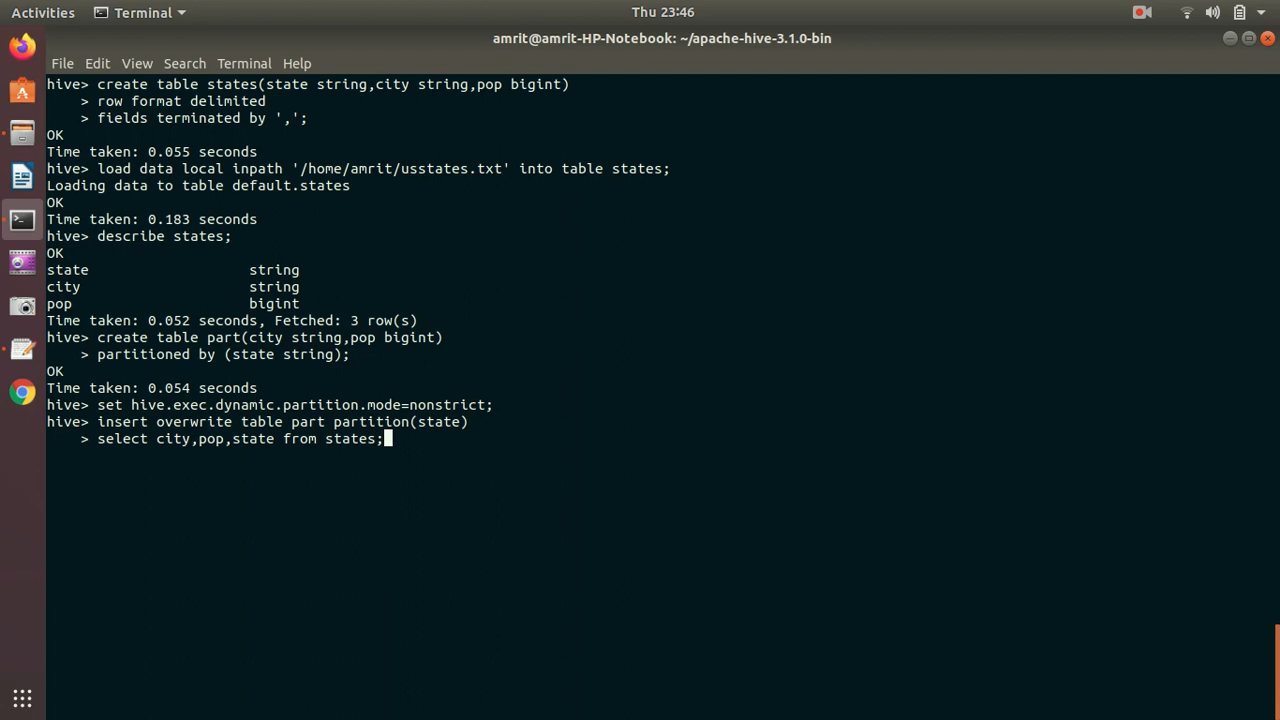 Activities
Terminal
Thu 23:46
amrit@amrit-HP-Notebook: ~/apache-hive-3.1.0-bin
File Edit View Search Terminal Help
hive> create table states(state string,city string,pop bigint)
    > row format delimited
    > fields terminated by ',';
OK
Time taken: 0.055 seconds
hive> load data local inpath '/home/amrit/usstates.txt' into table states;
Loading data to table default.states
OK
Time taken: 0.183 seconds
hive> describe states;
OK
state                   string
city                    string
pop                     bigint
Time taken: 0.052 seconds, Fetched: 3 row(s)
hive> create table part(city string,pop bigint)
    > partitioned by (state string);
OK
Time taken: 0.054 seconds
hive> set hive.exec.dynamic.partition.mode=nonstrict;
hive> insert overwrite table part partition(state)
    > select city,pop,state from states;